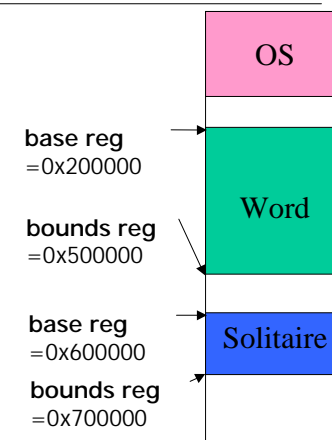 OS
base reg
=0x200000
Word
bounds reg
=0x500000
base reg
=0x600000
Solitaire
bounds reg
=0x700000